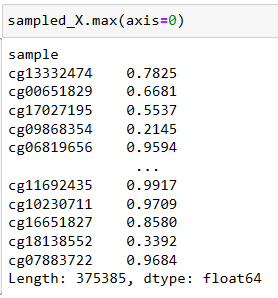 sampled_X.max(axis=0)
sample
cg13332474    0.7825
cg00651829    0.6681
cg17027195    0.5537
cg09868354    0.2145
cg06819656    0.9594
...
cg11692435    0.9917
cg10230711    0.9709
cg16651827    0.8580
cg18138552    0.3392
cg07883722    0.9684
Length: 375385, dtype: float64